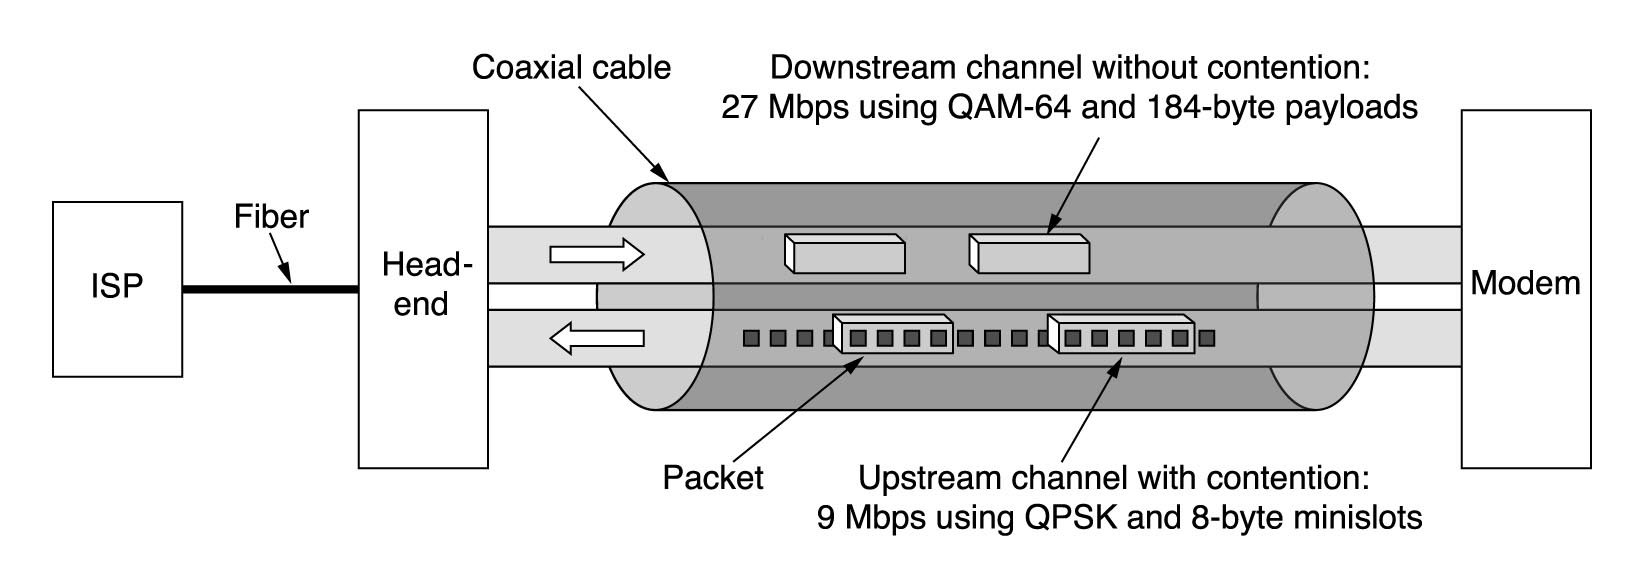 Coaxial cable
Downstream channel without contention:
27 Mbps using QAM-64 and 184-byte payloads
Fiber
ISP
Head-
end
Modem
Packet
Upstream channel with contention:
9 Mbps using QPSK and 8-byte minislots